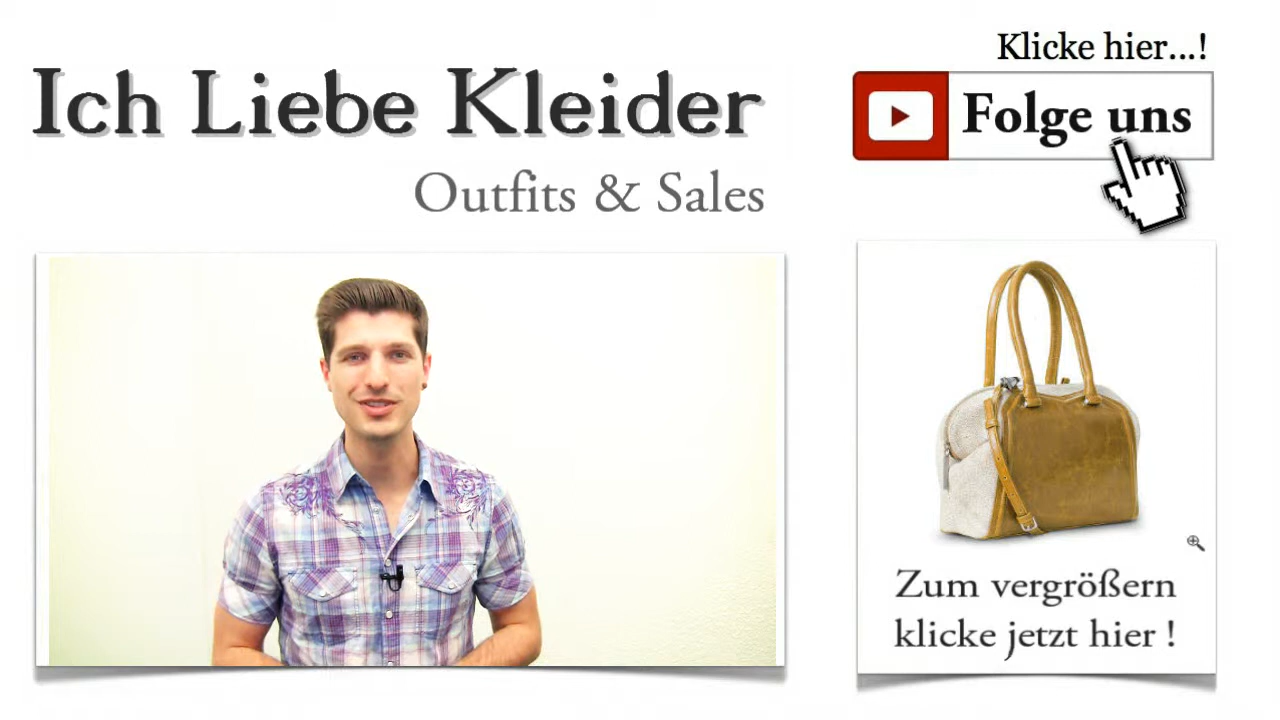 Ich Liebe Kleider
Outfits & Sales
Klicke hier...!
Folge uns
Zum vergrößern
klicke jetzt hier !